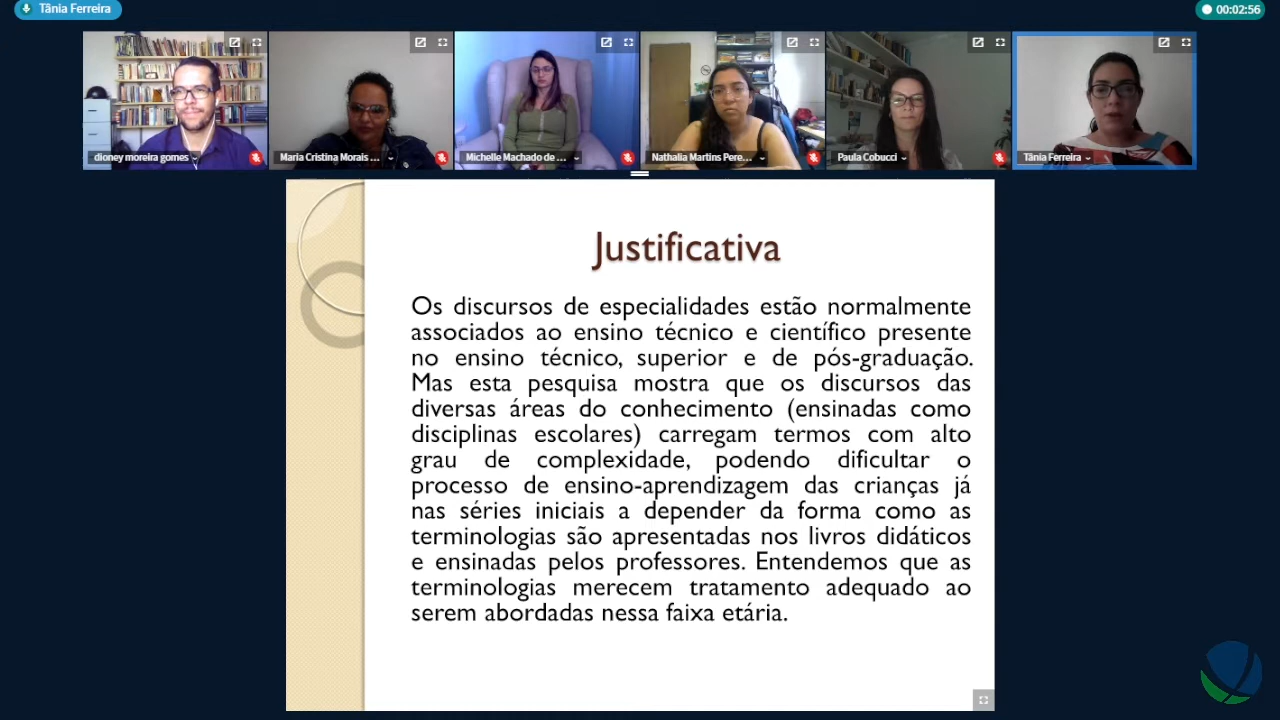 Tânia Ferreira
00:02:56
dioney moreira gomes
Maria Cristina Morais ...
Michelle Machado de ...
Nathalia Martins Pere...
Paula Cobucci
Tânia Ferreira
Justificativa
Os discursos de especialidades estão normalmente
associados ao ensino técnico e científico presente
no ensino técnico, superior e de pós-graduação.
Mas esta pesquisa mostra que os discursos das
diversas áreas do conhecimento (ensinadas como
disciplinas escolares) carregam termos com alto
grau de complexidade, podendo dificultar o
processo de ensino-aprendizagem das crianças já
nas séries iniciais a depender da forma como as
terminologias são apresentadas nos livros didáticos
e ensinadas pelos professores. Entendemos que as
terminologias merecem tratamento adequado ao
serem abordadas nessa faixa etária.